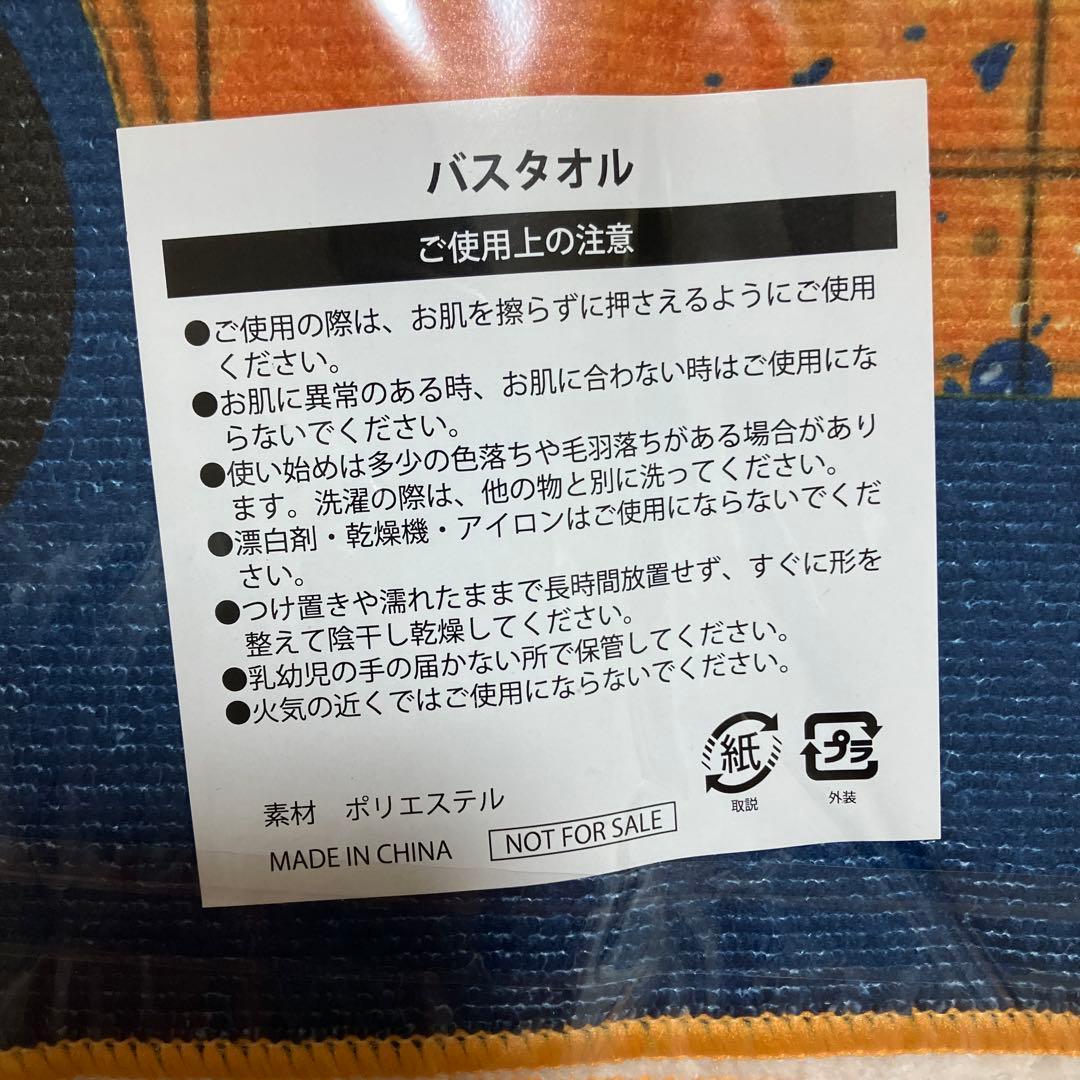 バスタオル
ご使用上の注意
●ご使用の際は、お肌を擦らずに押さえるようにご使用
ください。
●お肌に異常のある時、お肌に合わない時はご使用にな
らないでください。
●使い始めは多少の色落ちや毛羽落ちがある場合があり
ます。洗濯の際は、他の物と別に洗ってください。
●漂白剤・乾燥機・アイロンはご使用にならないでくだ
さい。
●つけ置きや濡れたままで長時間放置せず、すぐに形を
整えて陰干し乾燥してください。
●乳幼児の手の届かない所で保管してください。
●火気の近くではご使用にならないでください。
紙
取説
プラ
外装
素材　ポリエステル
MADE IN CHINA
NOT FOR SALE